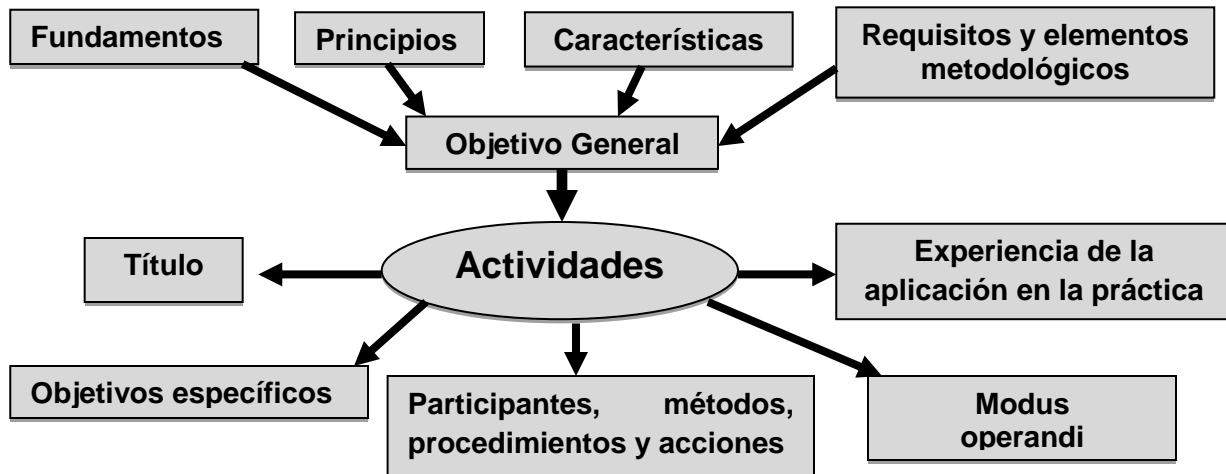 Fundamentos
Principios
Características
Requisitos y elementos
metodológicos
Objetivo General
Actividades
Título
Experiencia de la
aplicación en la práctica
Objetivos específicos
Participantes, métodos,
procedimientos y acciones
Modus
operandi